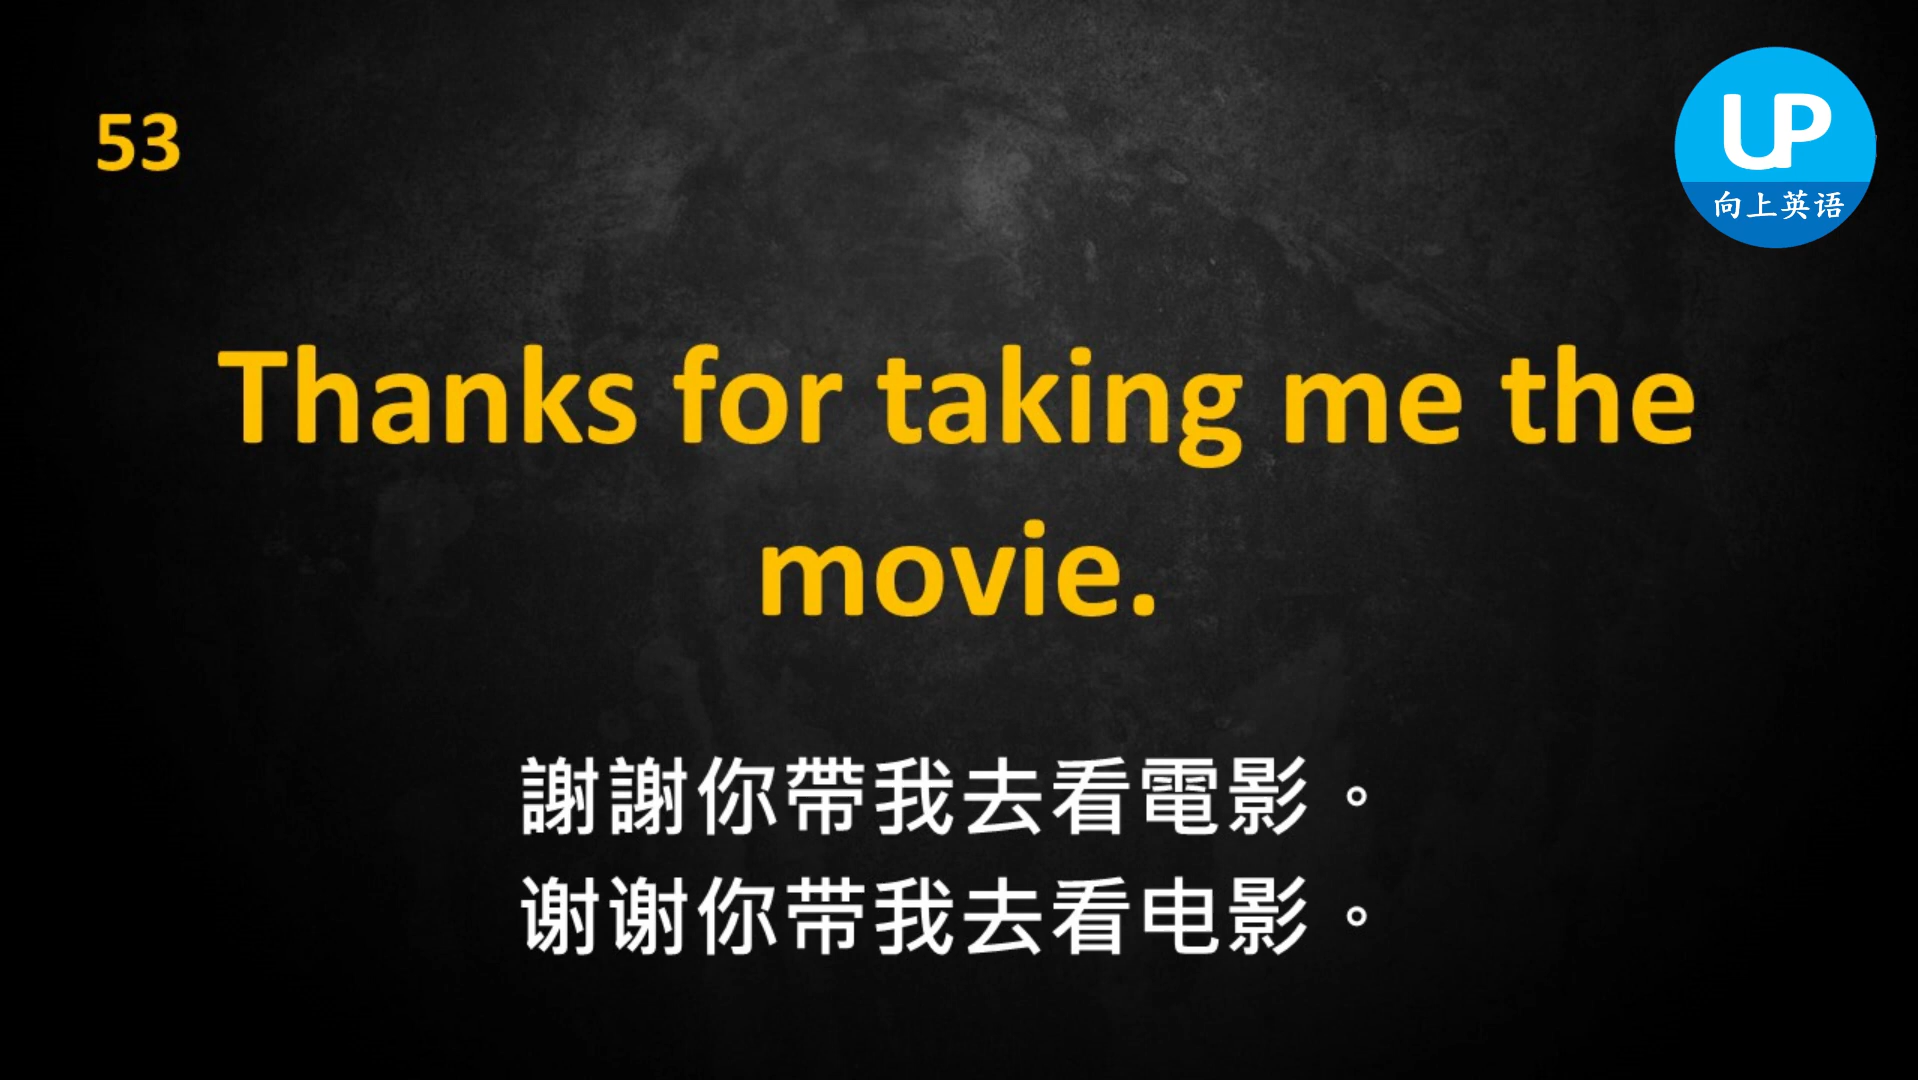 53
UP
向上英语
Thanks for taking me the
movie.
謝謝你帶我去看電影。
谢谢你带我去看电影。